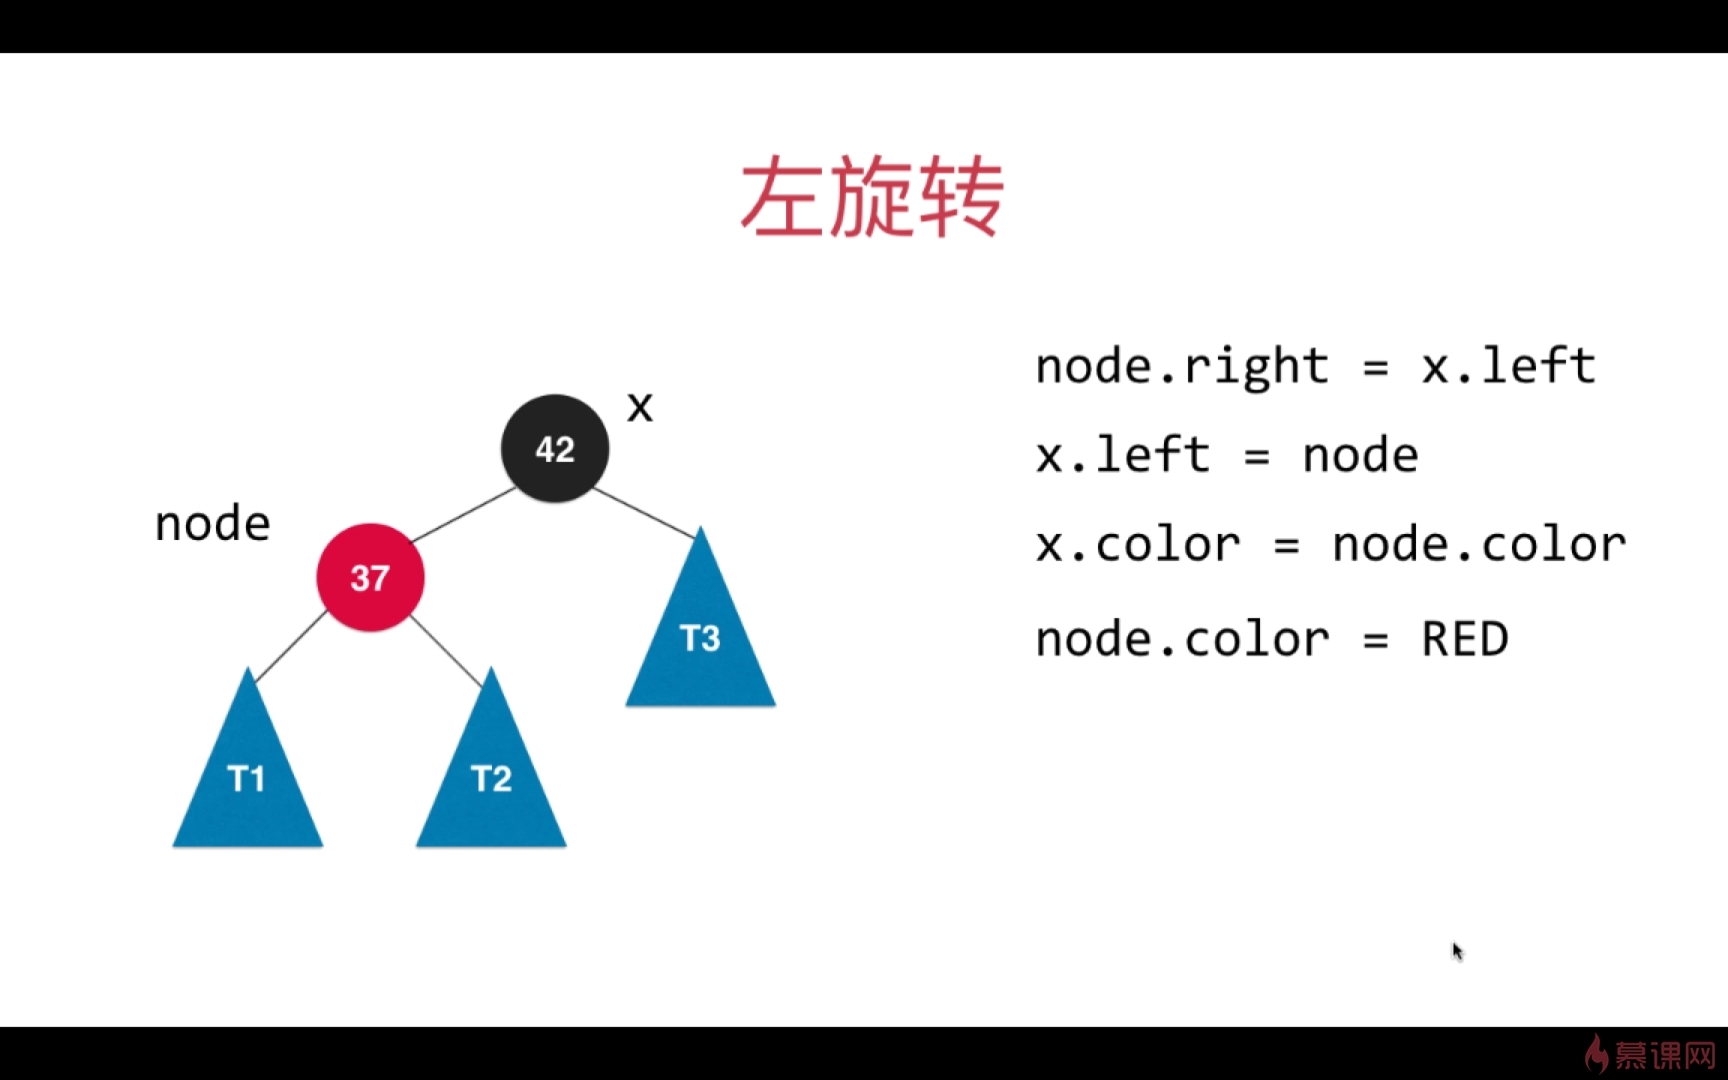 左旋转
node.right = x.left
x
42
x.left = node
node
37
x.color = node.color
T3
node.color = RED
T1
T2
慕课网